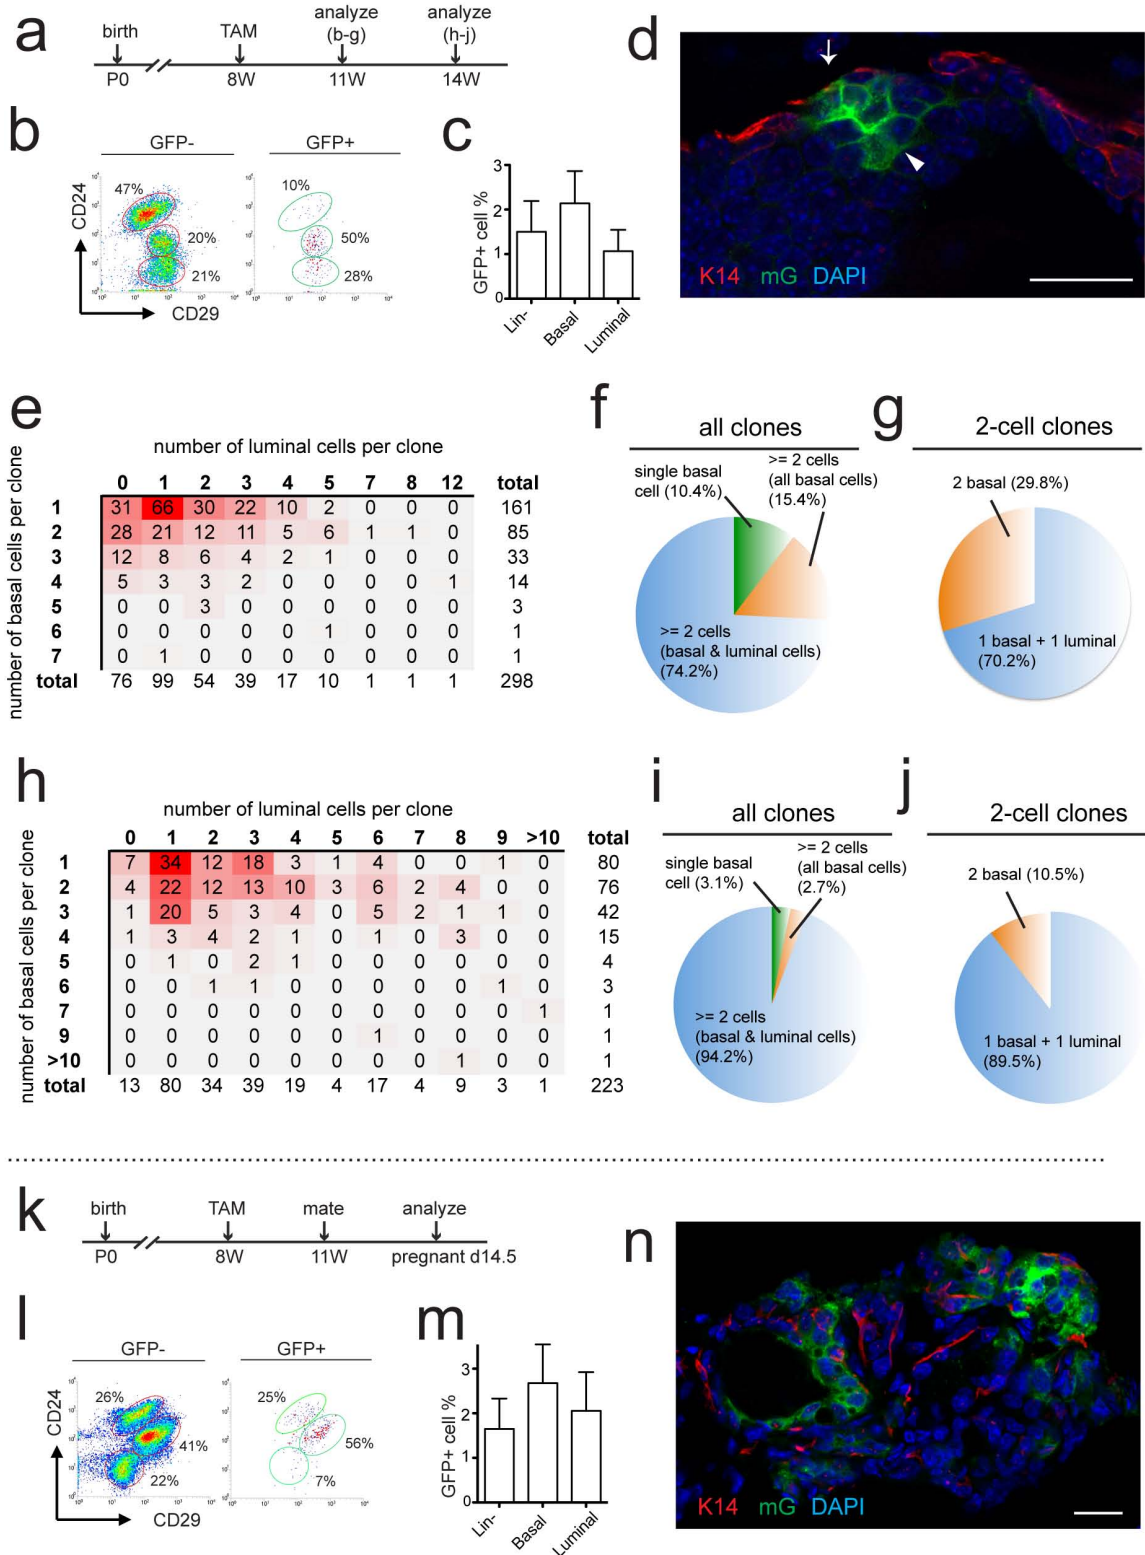 a
birth TAM analyze (b-g) analyze (h-j)
P0 8W 11W 14W
b
GFP- GFP+
CD24
47%
20%
21%
10%
50%
28%
CD29
c
GFP+ cell %
3
2
1
0
Lin- Basal Luminal
d
K14 mG DAPI
e
number of luminal cells per clone
number of basal cells per clone
0 1 2 3 4 5 7 8 12 total
1 31 66 30 22 10 2 0 0 0 161
2 28 21 12 11 5 6 1 1 0 85
3 12 8 6 4 2 1 0 0 0 33
4 5 3 3 2 0 0 0 0 1 14
5 0 0 3 0 0 0 0 0 0 3
6 0 0 0 0 0 1 0 0 0 1
7 0 1 0 0 0 0 0 0 0 1
total 76 99 54 39 17 10 1 1 1 298
f
all clones
single basal
cell (10.4%)
>= 2 cells
(all basal cells)
(15.4%)
>= 2 cells
(basal & luminal cells)
(74.2%)
g
2-cell clones
2 basal (29.8%)
1 basal + 1 luminal
(70.2%)
h
number of luminal cells per clone
number of basal cells per clone
0 1 2 3 4 5 6 7 8 9 >10 total
1 7 34 12 18 3 1 4 0 0 1 0 80
2 4 22 12 13 10 3 6 2 4 0 0 76
3 1 20 5 3 4 0 5 2 1 1 0 42
4 1 3 4 2 1 0 1 0 3 0 0 15
5 0 1 0 2 1 0 0 0 0 0 0 4
6 0 0 1 1 0 0 0 0 0 1 0 3
7 0 0 0 0 0 0 0 0 0 0 1 1
9 0 0 0 0 0 0 1 0 0 0 0 1
>10 0 0 0 0 0 0 0 0 1 0 0 1
total 13 80 34 39 19 4 17 4 9 3 1 223
i
all clones
single basal
cell (3.1%)
>= 2 cells
(all basal cells)
(2.7%)
>= 2 cells
(basal & luminal cells)
(94.2%)
j
2-cell clones
2 basal (10.5%)
1 basal + 1 luminal
(89.5%)
k
birth TAM mate analyze
P0 8W 11W pregnant d14.5
l
GFP- GFP+
CD24
26%
41%
22%
25%
56%
7%
CD29
m
GFP+ cell %
3
2
1
0
Lin- Basal Luminal
n
K14 mG DAPI